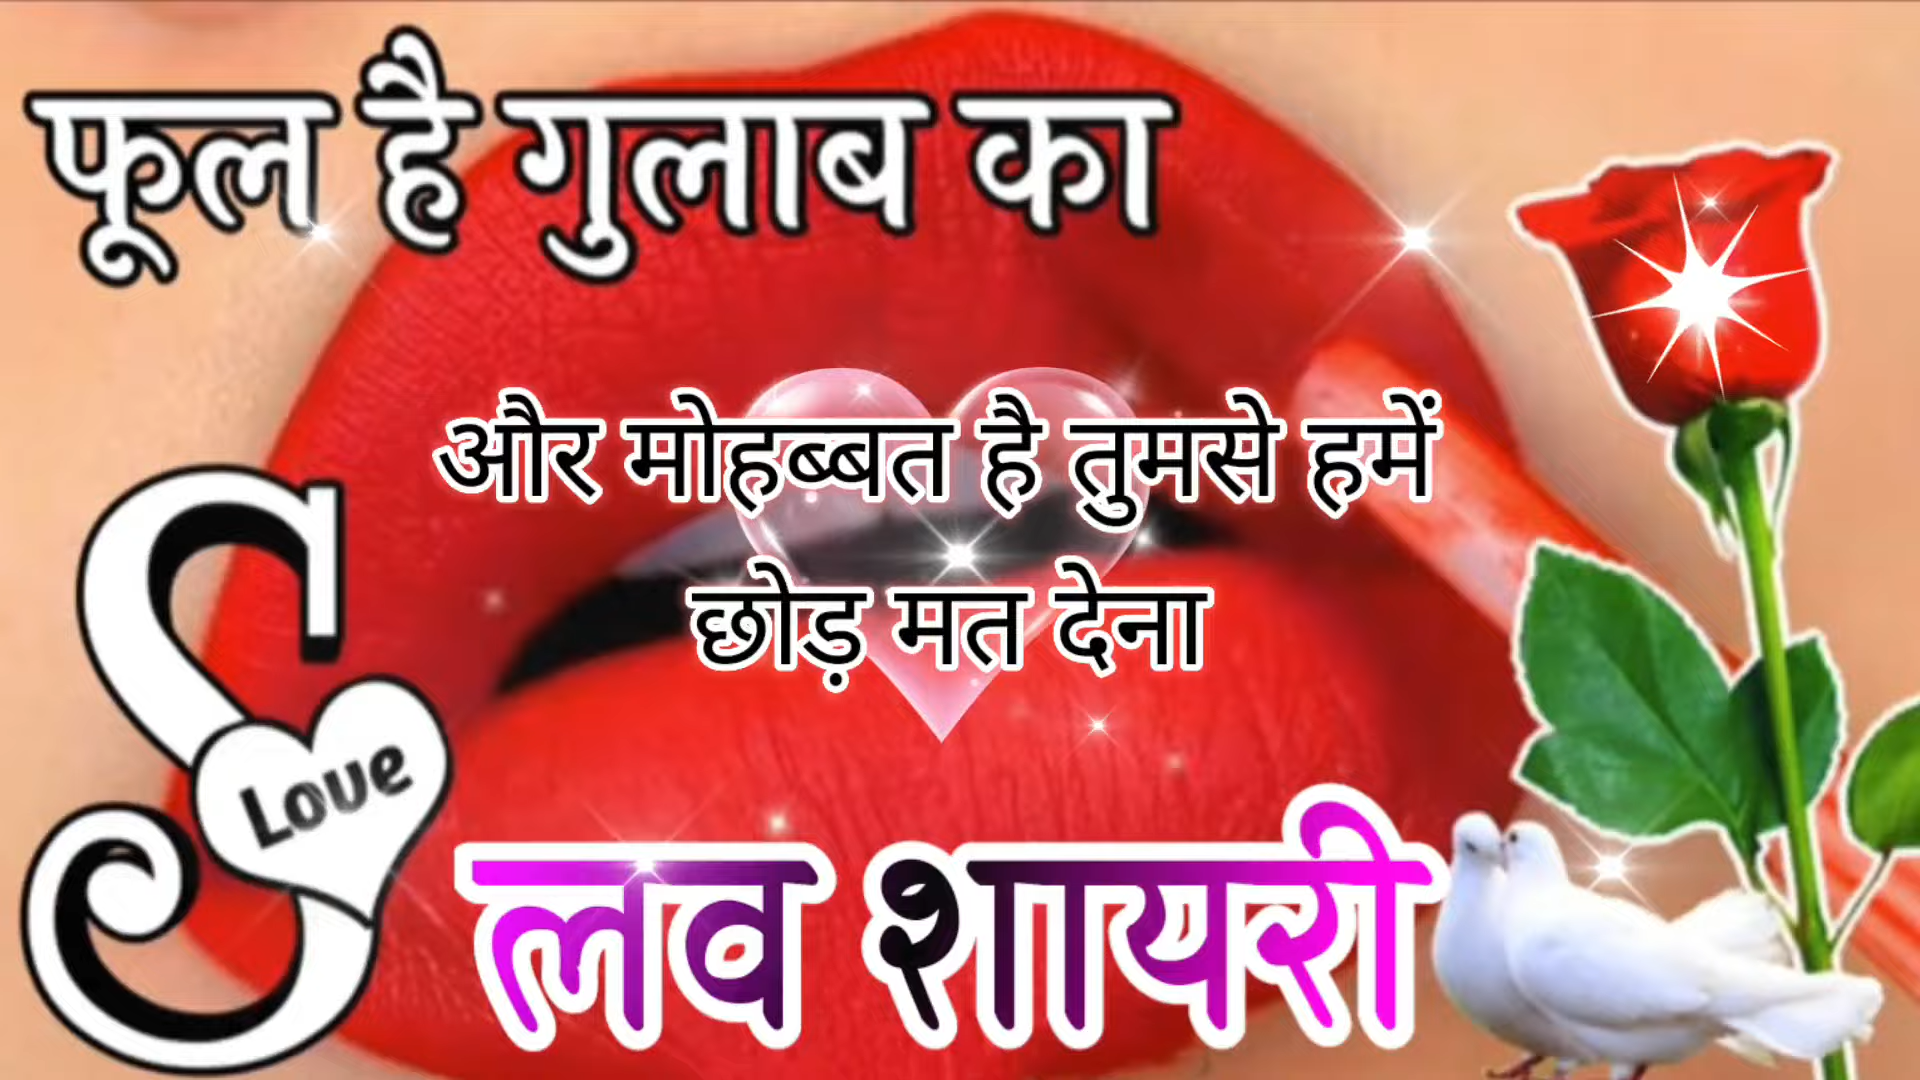 फूल है गुलाब का
और मोहब्बत है तुमसे हमें
छोड़ मत देना
S
Love
लव शायरी